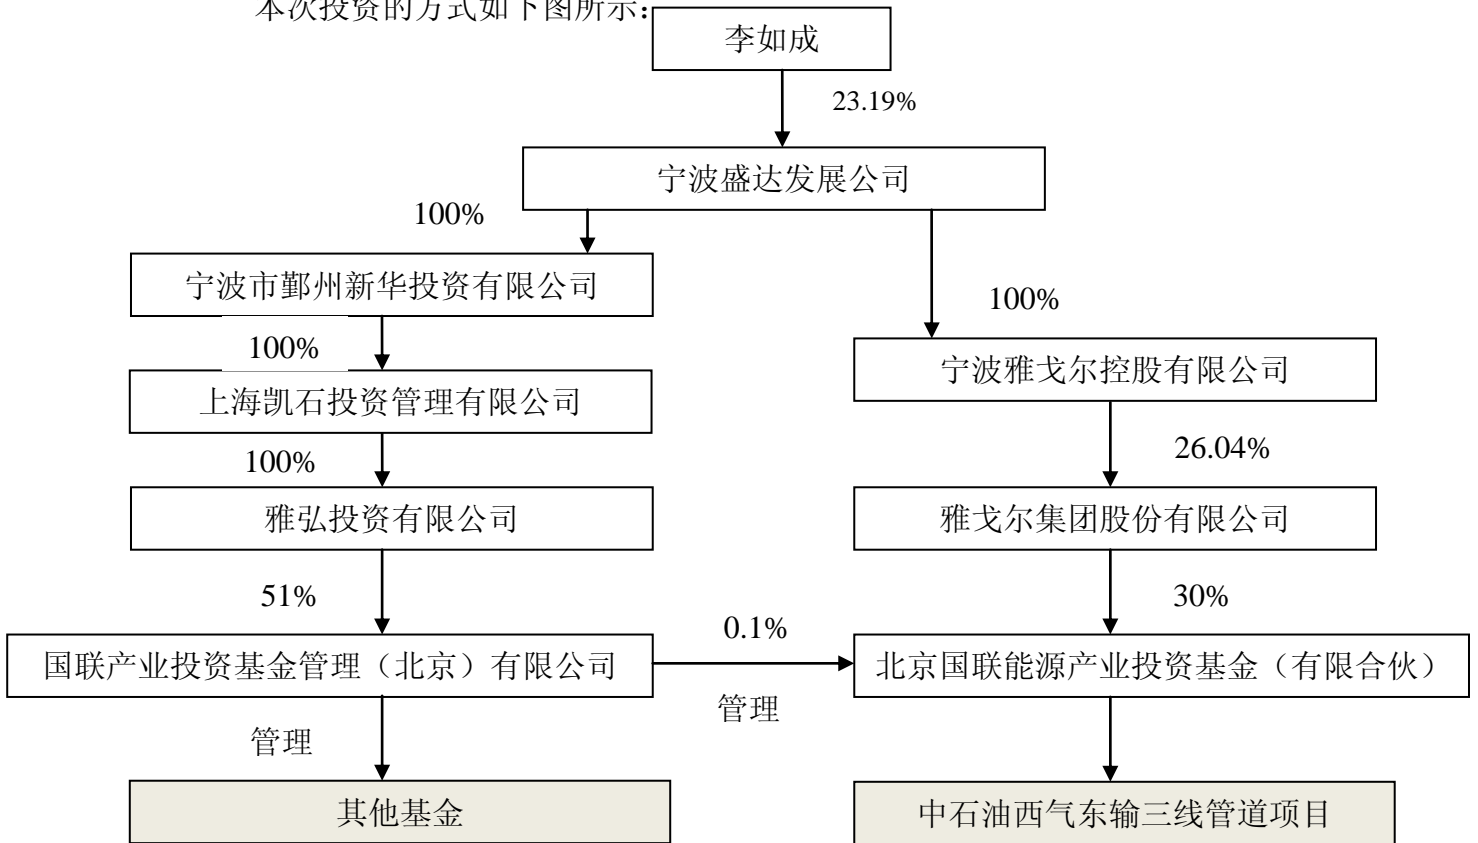 本次投资的方式如下图所示:
李如成
23.19%
宁波盛达发展公司
100%
宁波市鄞州新华投资有限公司
100%
100%
宁波雅戈尔控股有限公司
上海凯石投资管理有限公司
26.04%
100%
雅弘投资有限公司
雅戈尔集团股份有限公司
51%
30%
0.1%
国联产业投资基金管理（北京）有限公司
北京国联能源产业投资基金（有限合伙）
管理
管理
其他基金
中石油西气东输三线管道项目